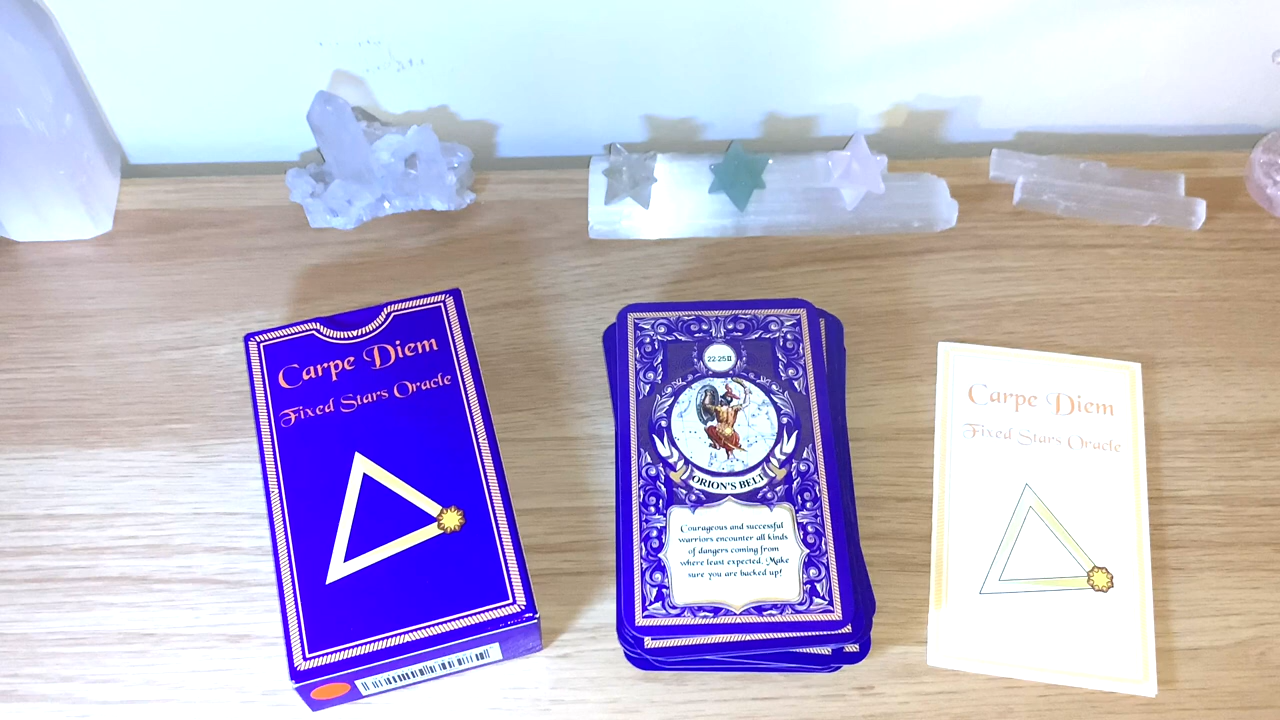 Carpe Diem
Fixed Stars Oracle
22-25♊
ORION'S BELT
Courageous and successful
warriors encounter all kinds
of dangers coming from
where least expected. Make
sure you are backed up!
Carpe Diem
Fixed Stars Oracle